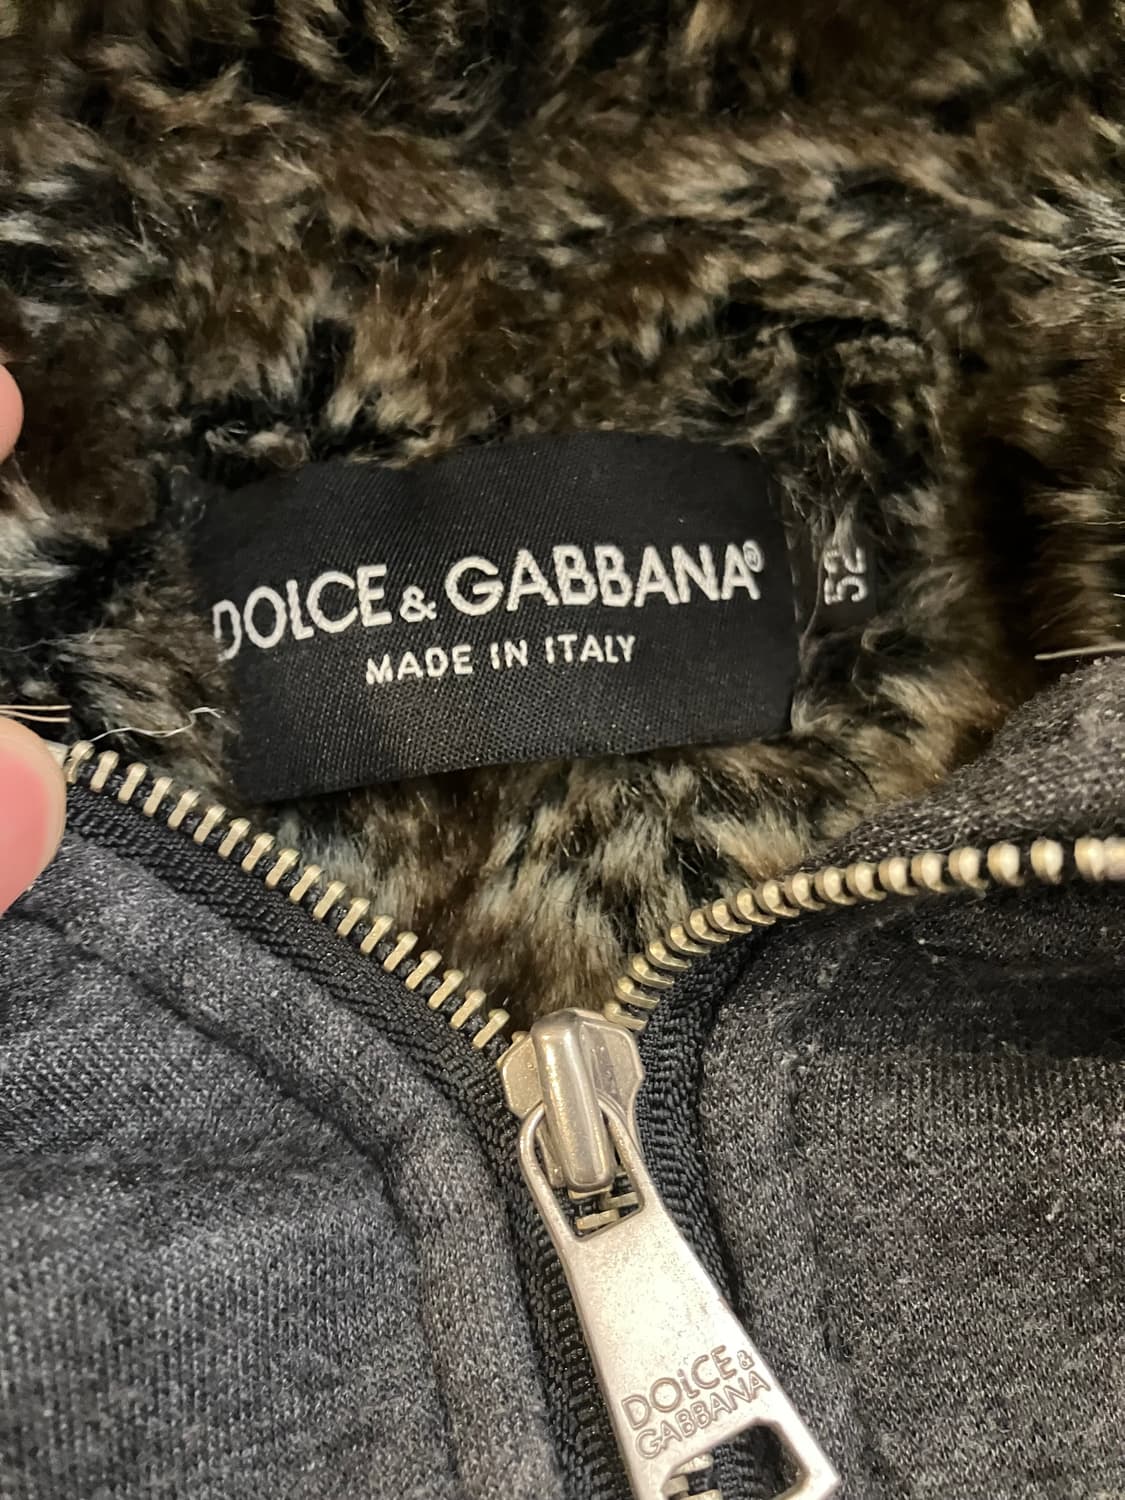 DOLCE & GABBANA®
MADE IN ITALY
52
DOLCE &
GABBANA